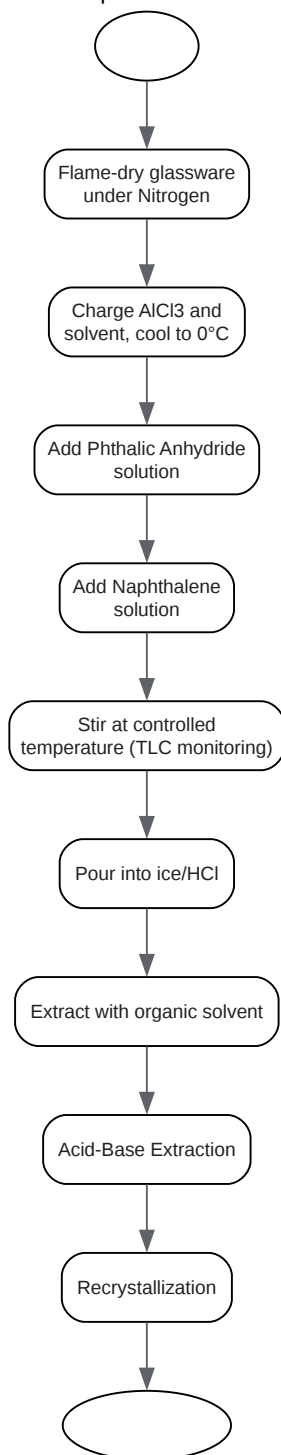 Flame-dry glassware
under Nitrogen
Charge AlCl3 and
solvent, cool to 0°C
Add Phthalic Anhydride
solution
Add Naphthalene
solution
Stir at controlled
temperature (TLC monitoring)
Pour into ice/HCl
Extract with organic solvent
Acid-Base Extraction
Recrystallization